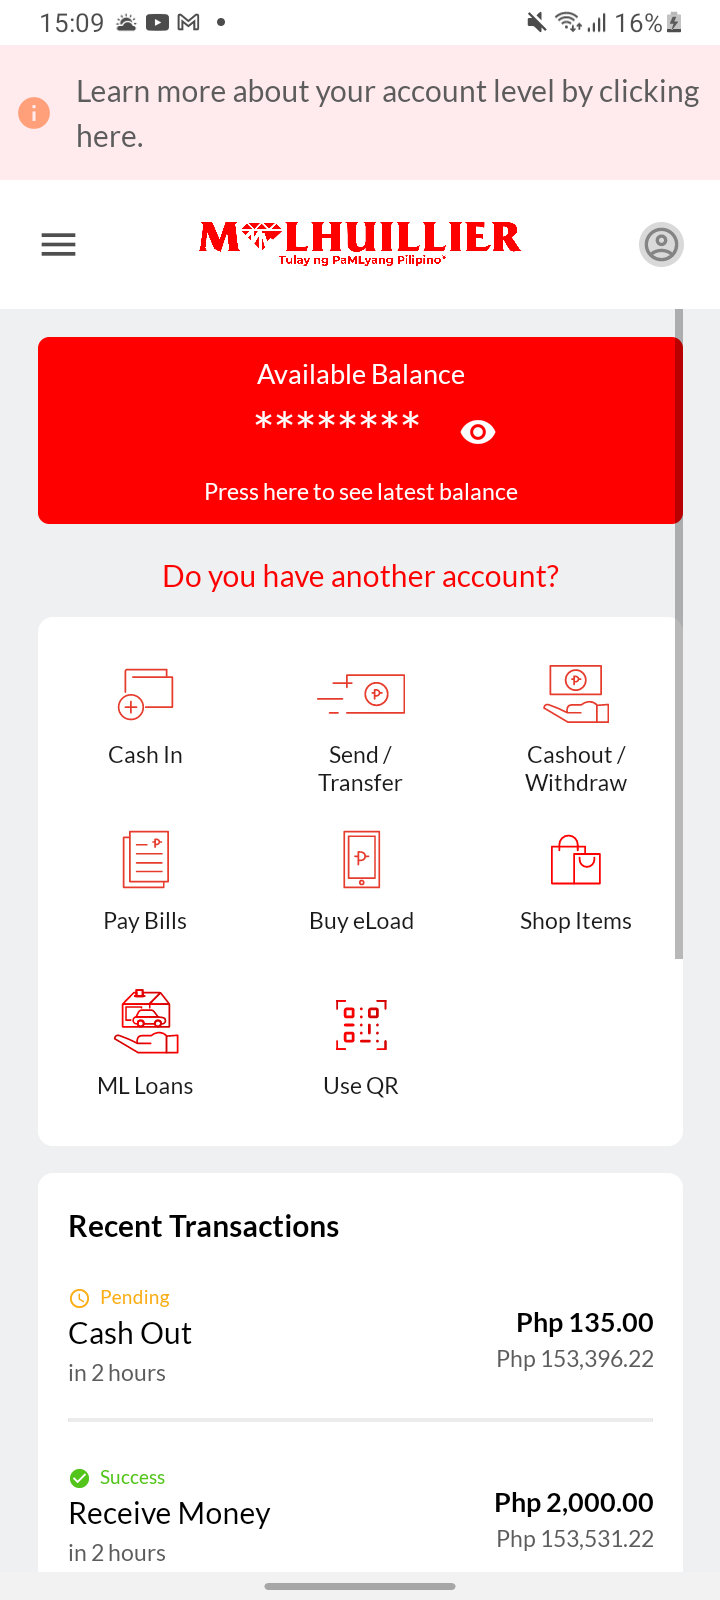 15:09
16%
Learn more about your account level by clicking
here.
M LHUILLIER
Tulay ng PaMLyang Pilipino
Available Balance
********
Press here to see latest balance
Do you have another account?
Cash In
Send /
Transfer
Cashout /
Withdraw
Pay Bills
Buy eLoad
Shop Items
ML Loans
Use QR
Recent Transactions
Pending
Cash Out
Php 135.00
in 2 hours
Php 153,396.22
Success
Receive Money
Php 2,000.00
in 2 hours
Php 153,531.22